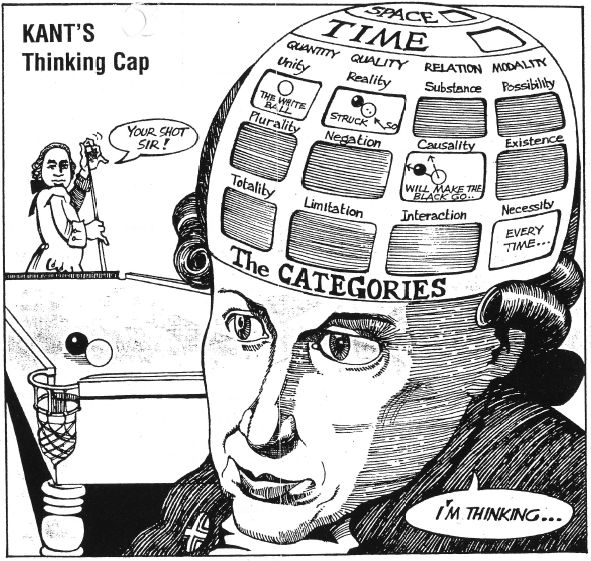 KANT'S
Thinking Cap
SPACE
TIME
QUANTITY QUALITY RELATION MODALITY
Unity Reality Substance Possibility
THE WHITE
BALL
STRUCK SO
Plurality Negation Causality Existence
WILL MAKE THE
BLACK GO..
Totality Limitation Interaction Necessity
EVERY
TIME...
The CATEGORIES
YOUR SHOT
SIR!
I'M THINKING...